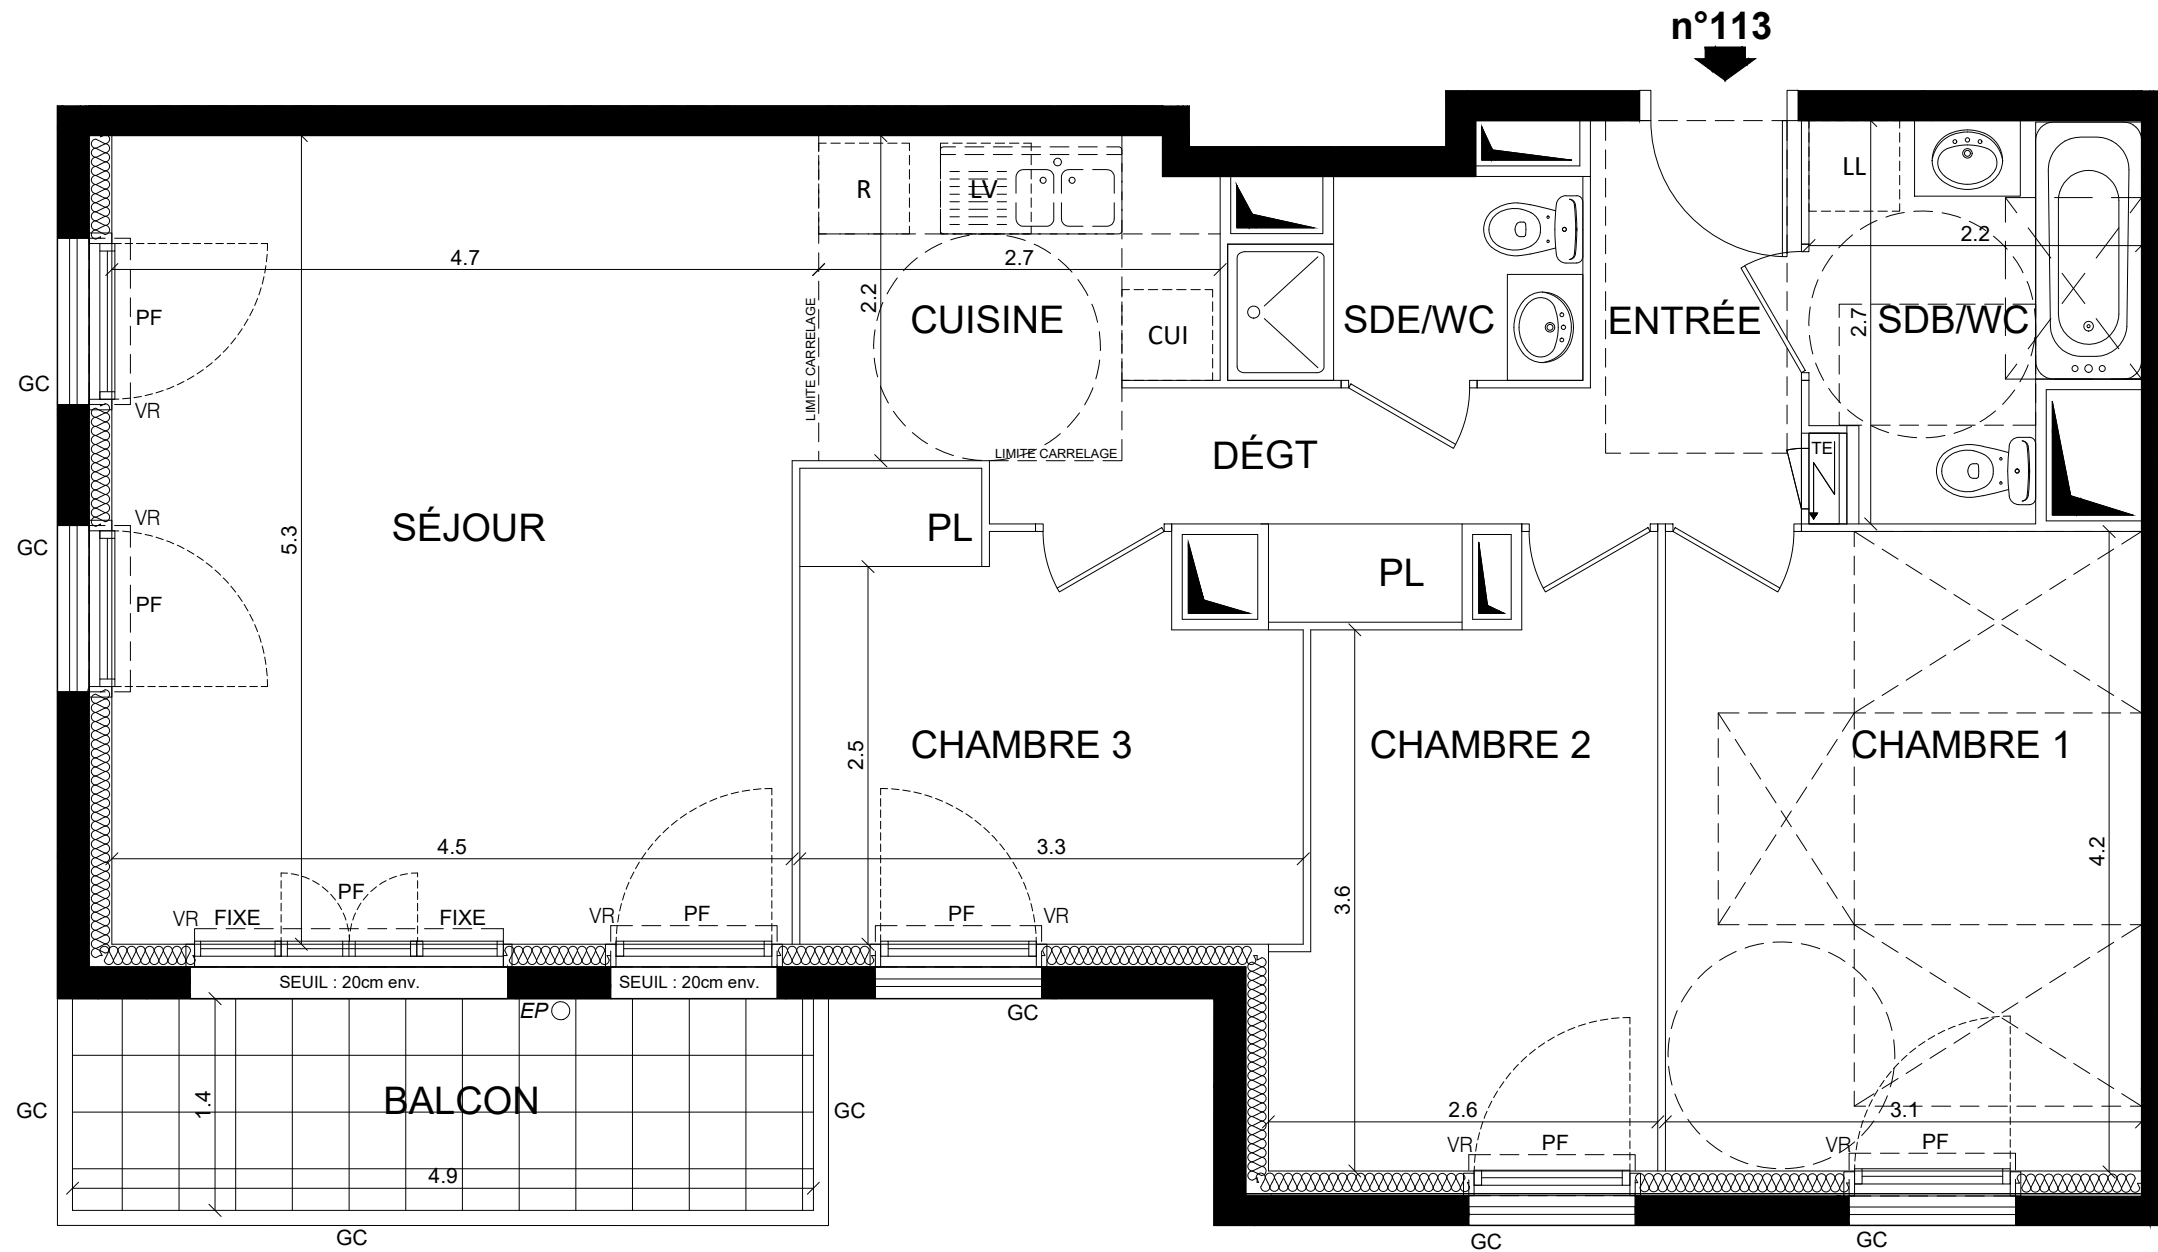 n°113
R
LV
LL
4.7
2.7
2.2
2.2
PF
LIMITE CARRELAGE
CUISINE
CUI
SDE/WC
ENTRÉE
2.7
SDB/WC
GC
VR
LIMITE CARRELAGE
DÉGT
TE
VR
GC
SÉJOUR
5.3
PL
PL
PF
2.5
CHAMBRE 3
CHAMBRE 2
CHAMBRE 1
4.5
3.3
4.2
3.6
PF
VR
FIXE
FIXE
VR
PF
PF
VR
SEUIL : 20cm env.
SEUIL : 20cm env.
EP
GC
GC
1.4
BALCON
GC
2.6
3.1
VR
PF
VR
PF
4.9
GC
GC
GC